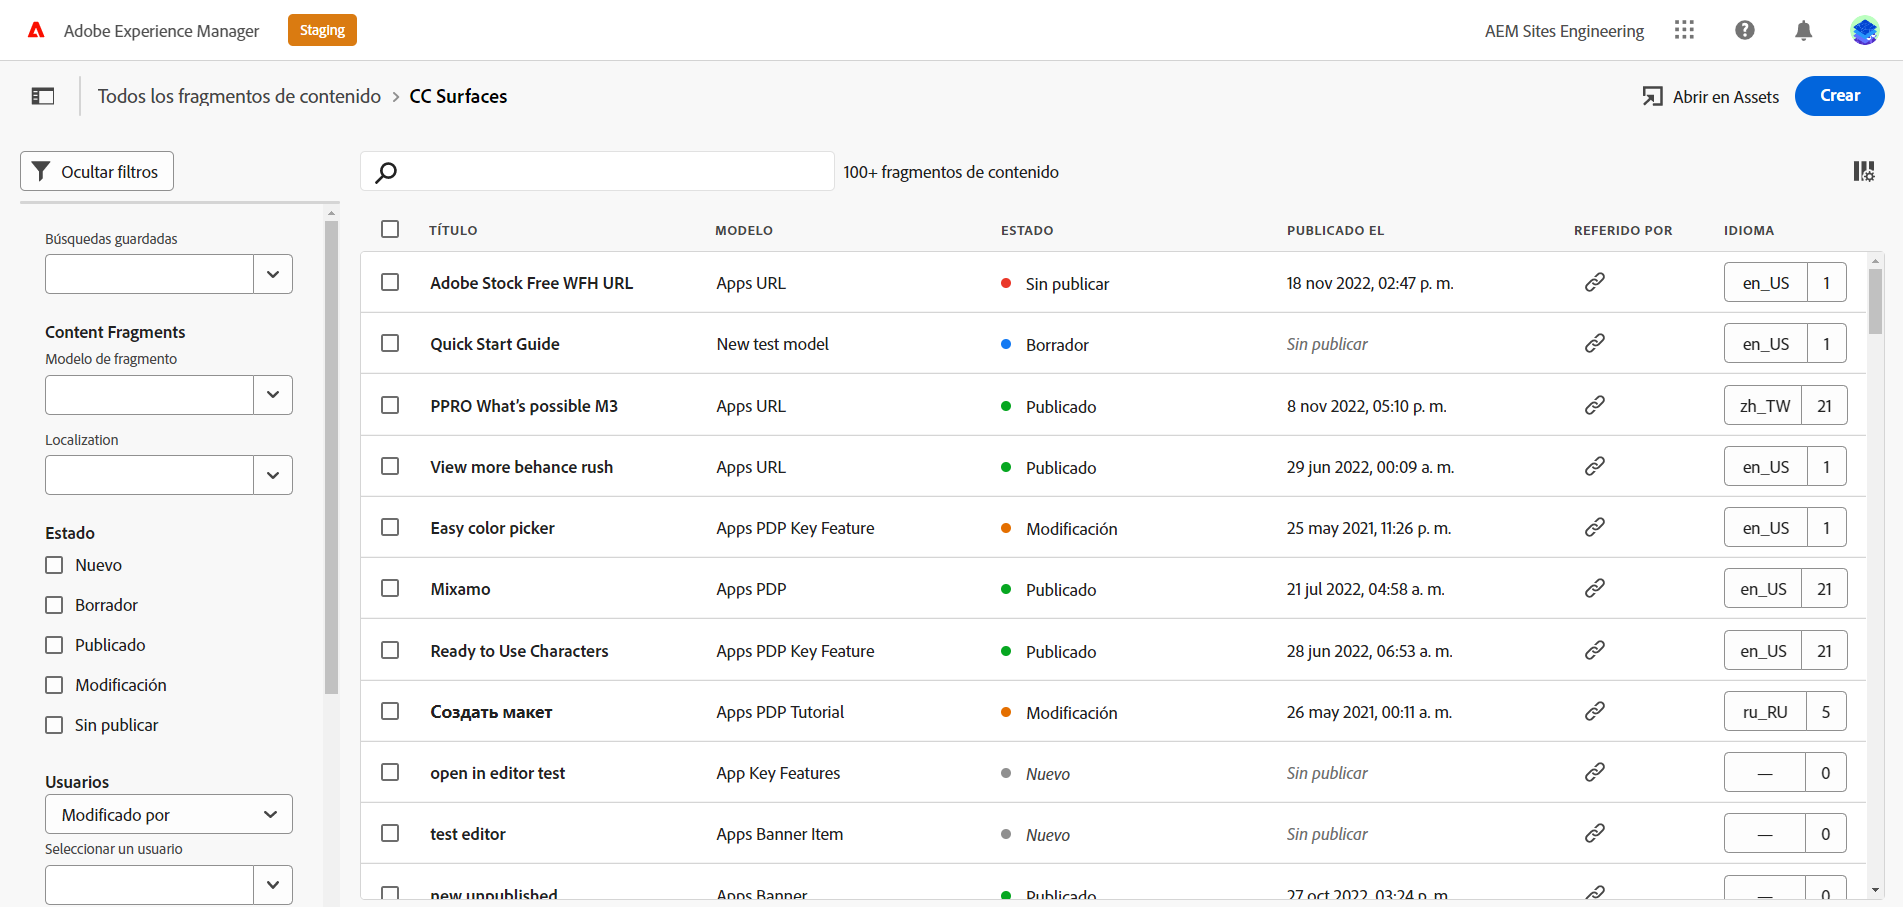 Adobe Experience Manager
Staging
AEM Sites Engineering
Todos los fragmentos de contenido > CC Surfaces
Abrir en Assets
Crear
Ocultar filtros
100+ fragmentos de contenido
Búsquedas guardadas
Content Fragments
Modelo de fragmento
Localization
Estado
Nuevo
Borrador
Publicado
Modificación
Sin publicar
Usuarios
Modificado por
Seleccionar un usuario
TÍTULO MODELO ESTADO PUBLICADO EL REFERIDO POR IDIOMA
Adobe Stock Free WFH URL Apps URL Sin publicar 18 nov 2022, 02:47 p. m. en_US 1
Quick Start Guide New test model Borrador Sin publicar en_US 1
PPRO What's possible M3 Apps URL Publicado 8 nov 2022, 05:10 p. m. zh_TW 21
View more behance rush Apps URL Publicado 29 jun 2022, 00:09 a. m. en_US 1
Easy color picker Apps PDP Key Feature Modificación 25 may 2021, 11:26 p. m. en_US 1
Mixamo Apps PDP Publicado 21 jul 2022, 04:58 a. m. en_US 21
Ready to Use Characters Apps PDP Key Feature Publicado 28 jun 2022, 06:53 a. m. en_US 21
Создать макет Apps PDP Tutorial Modificación 26 may 2021, 00:11 a. m. ru_RU 5
open in editor test App Key Features Nuevo Sin publicar — 0
test editor Apps Banner Item Nuevo Sin publicar — 0
new unpublished Apps Banner Publicado 27 oct 2022, 03:24 p. m. — 0